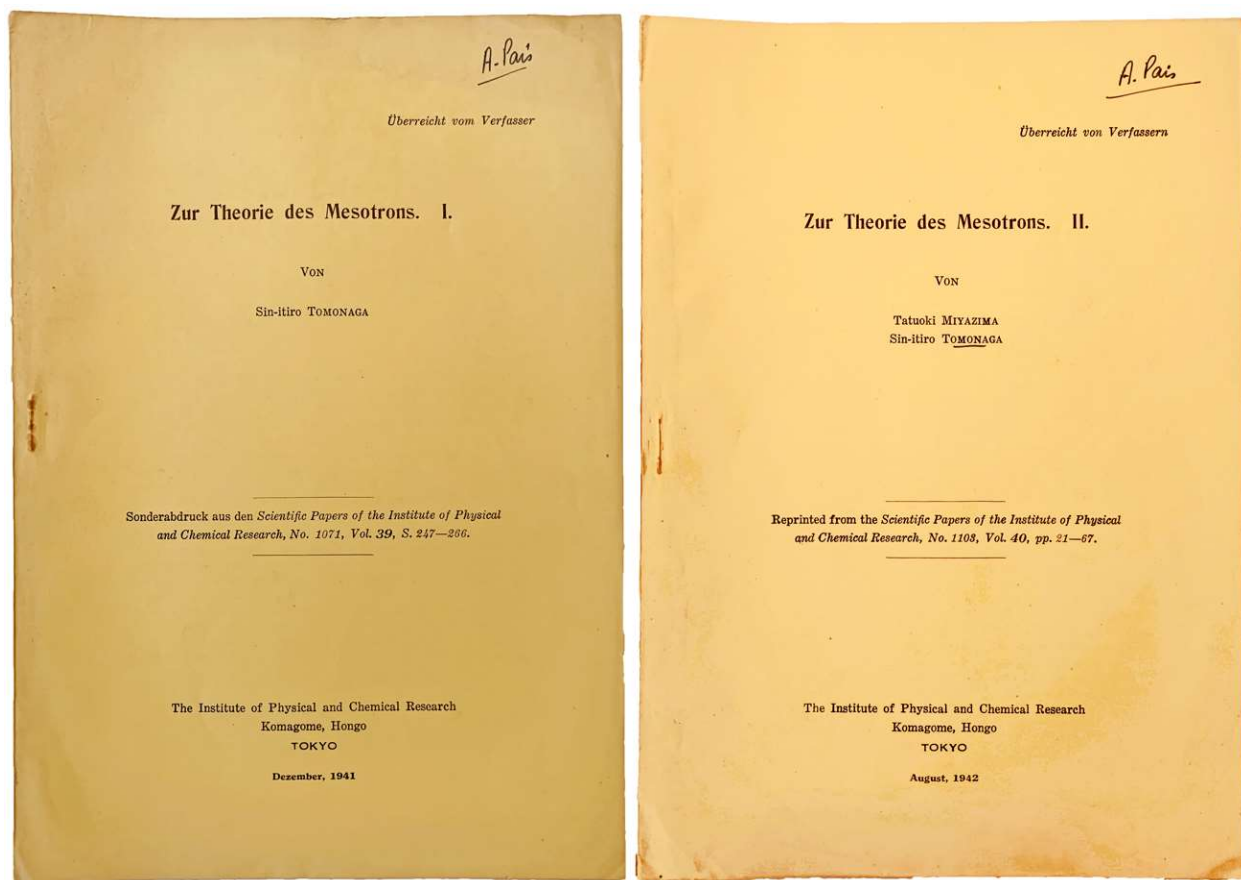 A. Pais
Überreicht vom Verfasser
Zur Theorie des Mesotrons. I.
VON
Sin-itiro TOMONAGA
Sonderabdruck aus den Scientific Papers of the Institute of Physical
and Chemical Research, No. 1071, Vol. 39, S. 247—266.
The Institute of Physical and Chemical Research
Komagome, Hongo
TOKYO
Dezember, 1941
A. Pais
Überreicht von Verfassern
Zur Theorie des Mesotrons. II.
VON
Tatuoki MIYAZIMA
Sin-itiro TOMONAGA
Reprinted from the Scientific Papers of the Institute of Physical
and Chemical Research, No. 1103, Vol. 40, pp. 21—67.
The Institute of Physical and Chemical Research
Komagome, Hongo
TOKYO
August, 1942